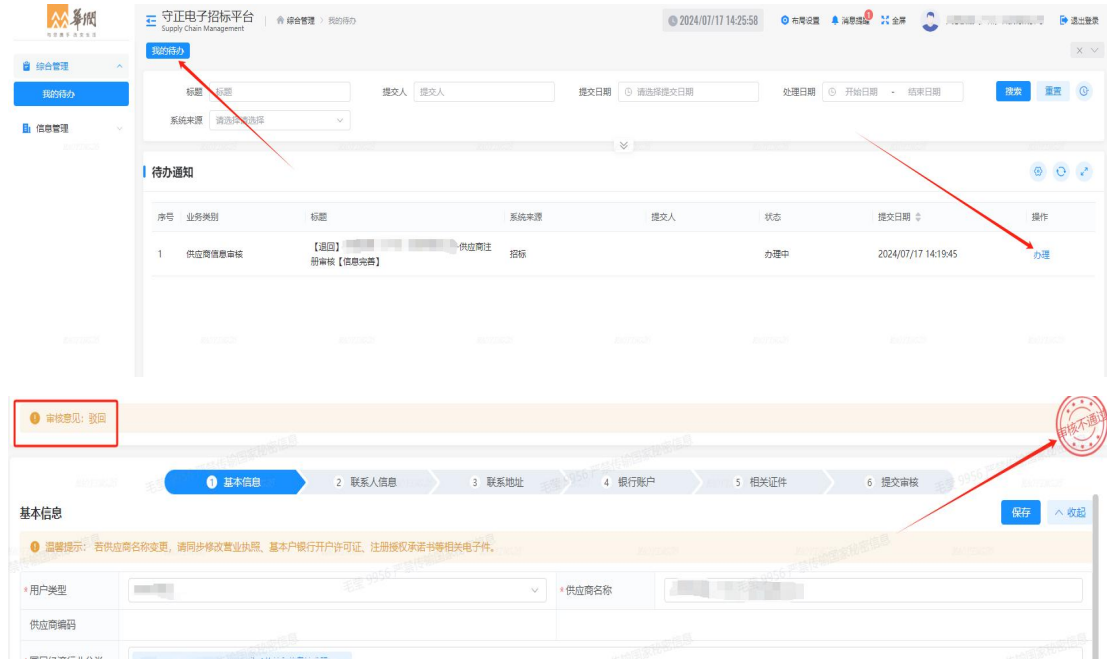 華潤
守正电子招标平台
Supply Chain Management
综合管理 > 我的待办
2024/07/17 14:25:58
布局设置
消息提醒
全屏
退出登录
综合管理
我的待办
信息管理
我的待办
标题 标题
提交人 提交人
提交日期 请选择提交日期
处理日期 开始日期 - 结束日期
搜索 重置
系统来源 请选择请选择
待办通知
序号 业务类别 标题 系统来源 提交人 状态 提交日期 操作
1 供应商信息审核 【退回】 -供应商注 招标 办理中 2024/07/17 14:19:45 办理
册审核【信息完善】
审核意见：驳回
审核不通过
1 基本信息 2 联系人信息 3 联系地址 4 银行账户 5 相关证件 6 提交审核
基本信息
保存 收起
温馨提示： 若供应商名称变更，请同步修改营业执照、基本户银行开户许可证、注册授权承诺书等相关电子件。
*用户类型
*供应商名称
供应商编码